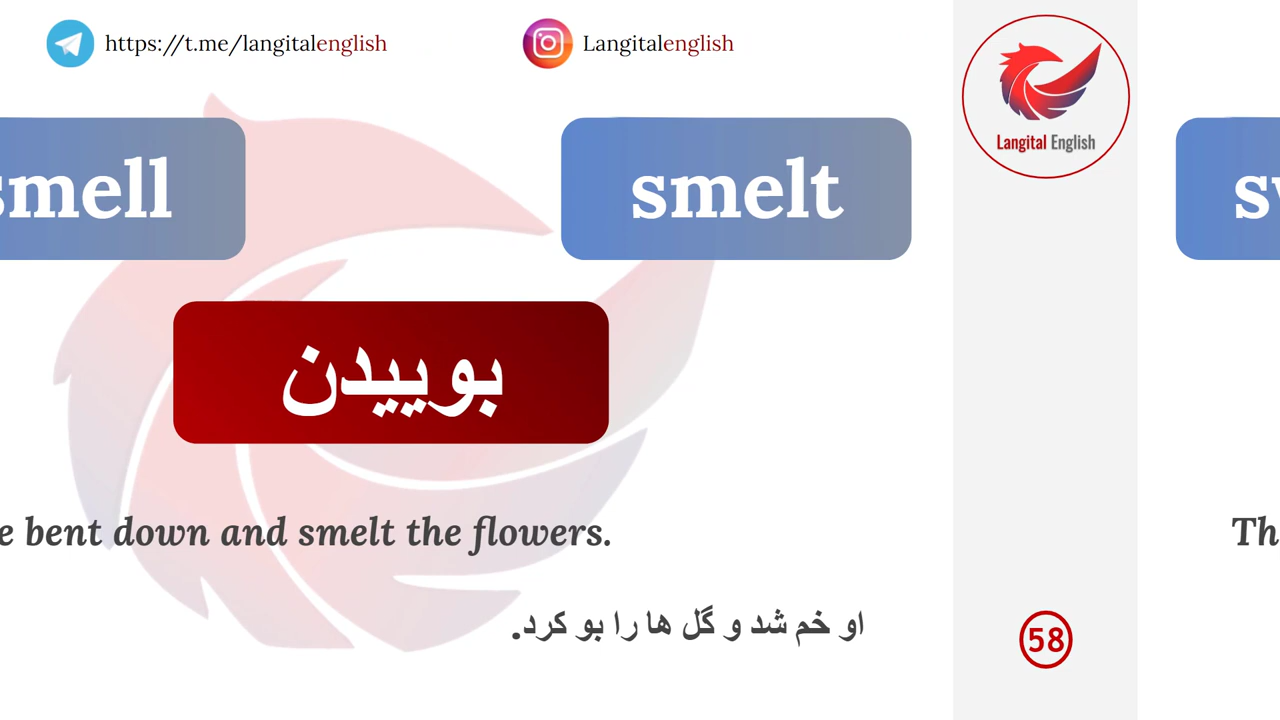 https://t.me/langitalenglish
Langitalenglish
Langital English
smell
smelt
بوییدن
bent down and smelt the flowers.
او خم شد و گل ها را بو کرد.
58